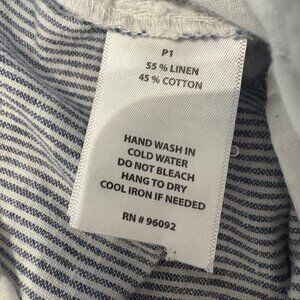 P1
55 % LINEN
45 % COTTON
HAND WASH IN
COLD WATER
DO NOT BLEACH
HANG TO DRY
COOL IRON IF NEEDED
RN # 96092